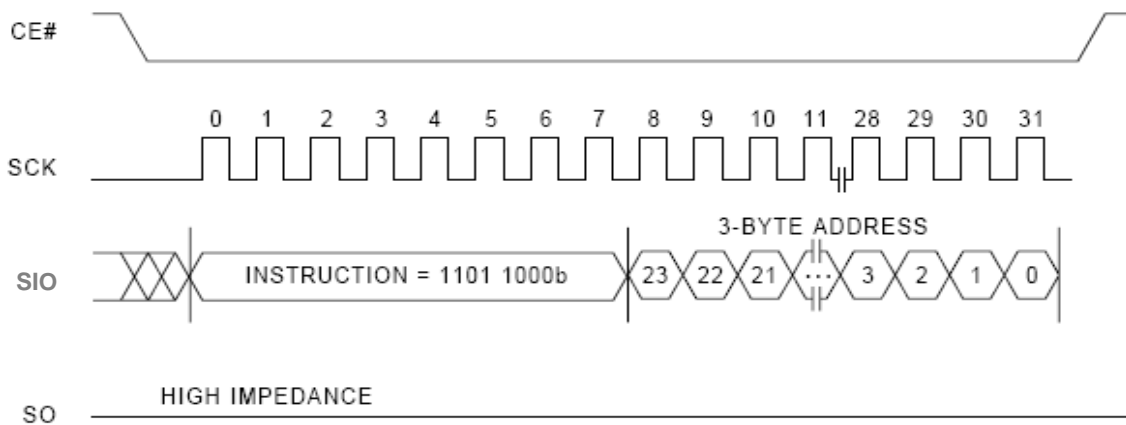 CE#
0 1 2 3 4 5 6 7 8 9 10 11 28 29 30 31
SCK
3-BYTE ADDRESS
SIO INSTRUCTION = 1101 1000b 23 22 21 ... 3 2 1 0
HIGH IMPEDANCE
SO